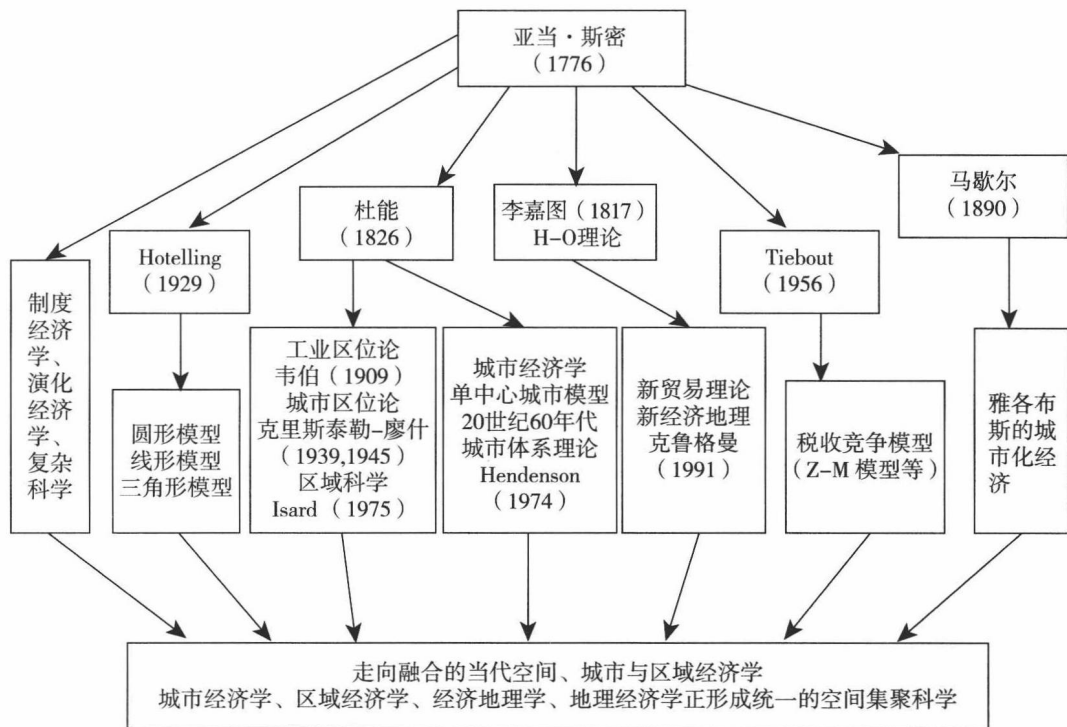 亚当·斯密
（1776）
马歇尔
（1890）
杜能
（1826）
李嘉图（1817）
H-O理论
Hotelling
（1929）
Tiebout
（1956）
制度
经济
学、
演化
经济
学、
复杂
科学
圆形模型
线形模型
三角形模型
工业区位论
韦伯（1909）
城市区位论
克里斯泰勒-廖什
（1939,1945）
区域科学
Isard（1975）
城市经济学
单中心城市模型
20世纪60年代
城市体系理论
Hendenson
（1974）
新贸易理论
新经济地理
克鲁格曼
（1991）
税收竞争模型
（Z-M 模型等）
雅各布
斯的城
市化经
济
走向融合的当代空间、城市与区域经济学
城市经济学、区域经济学、经济地理学、地理经济学正形成统一的空间集聚科学